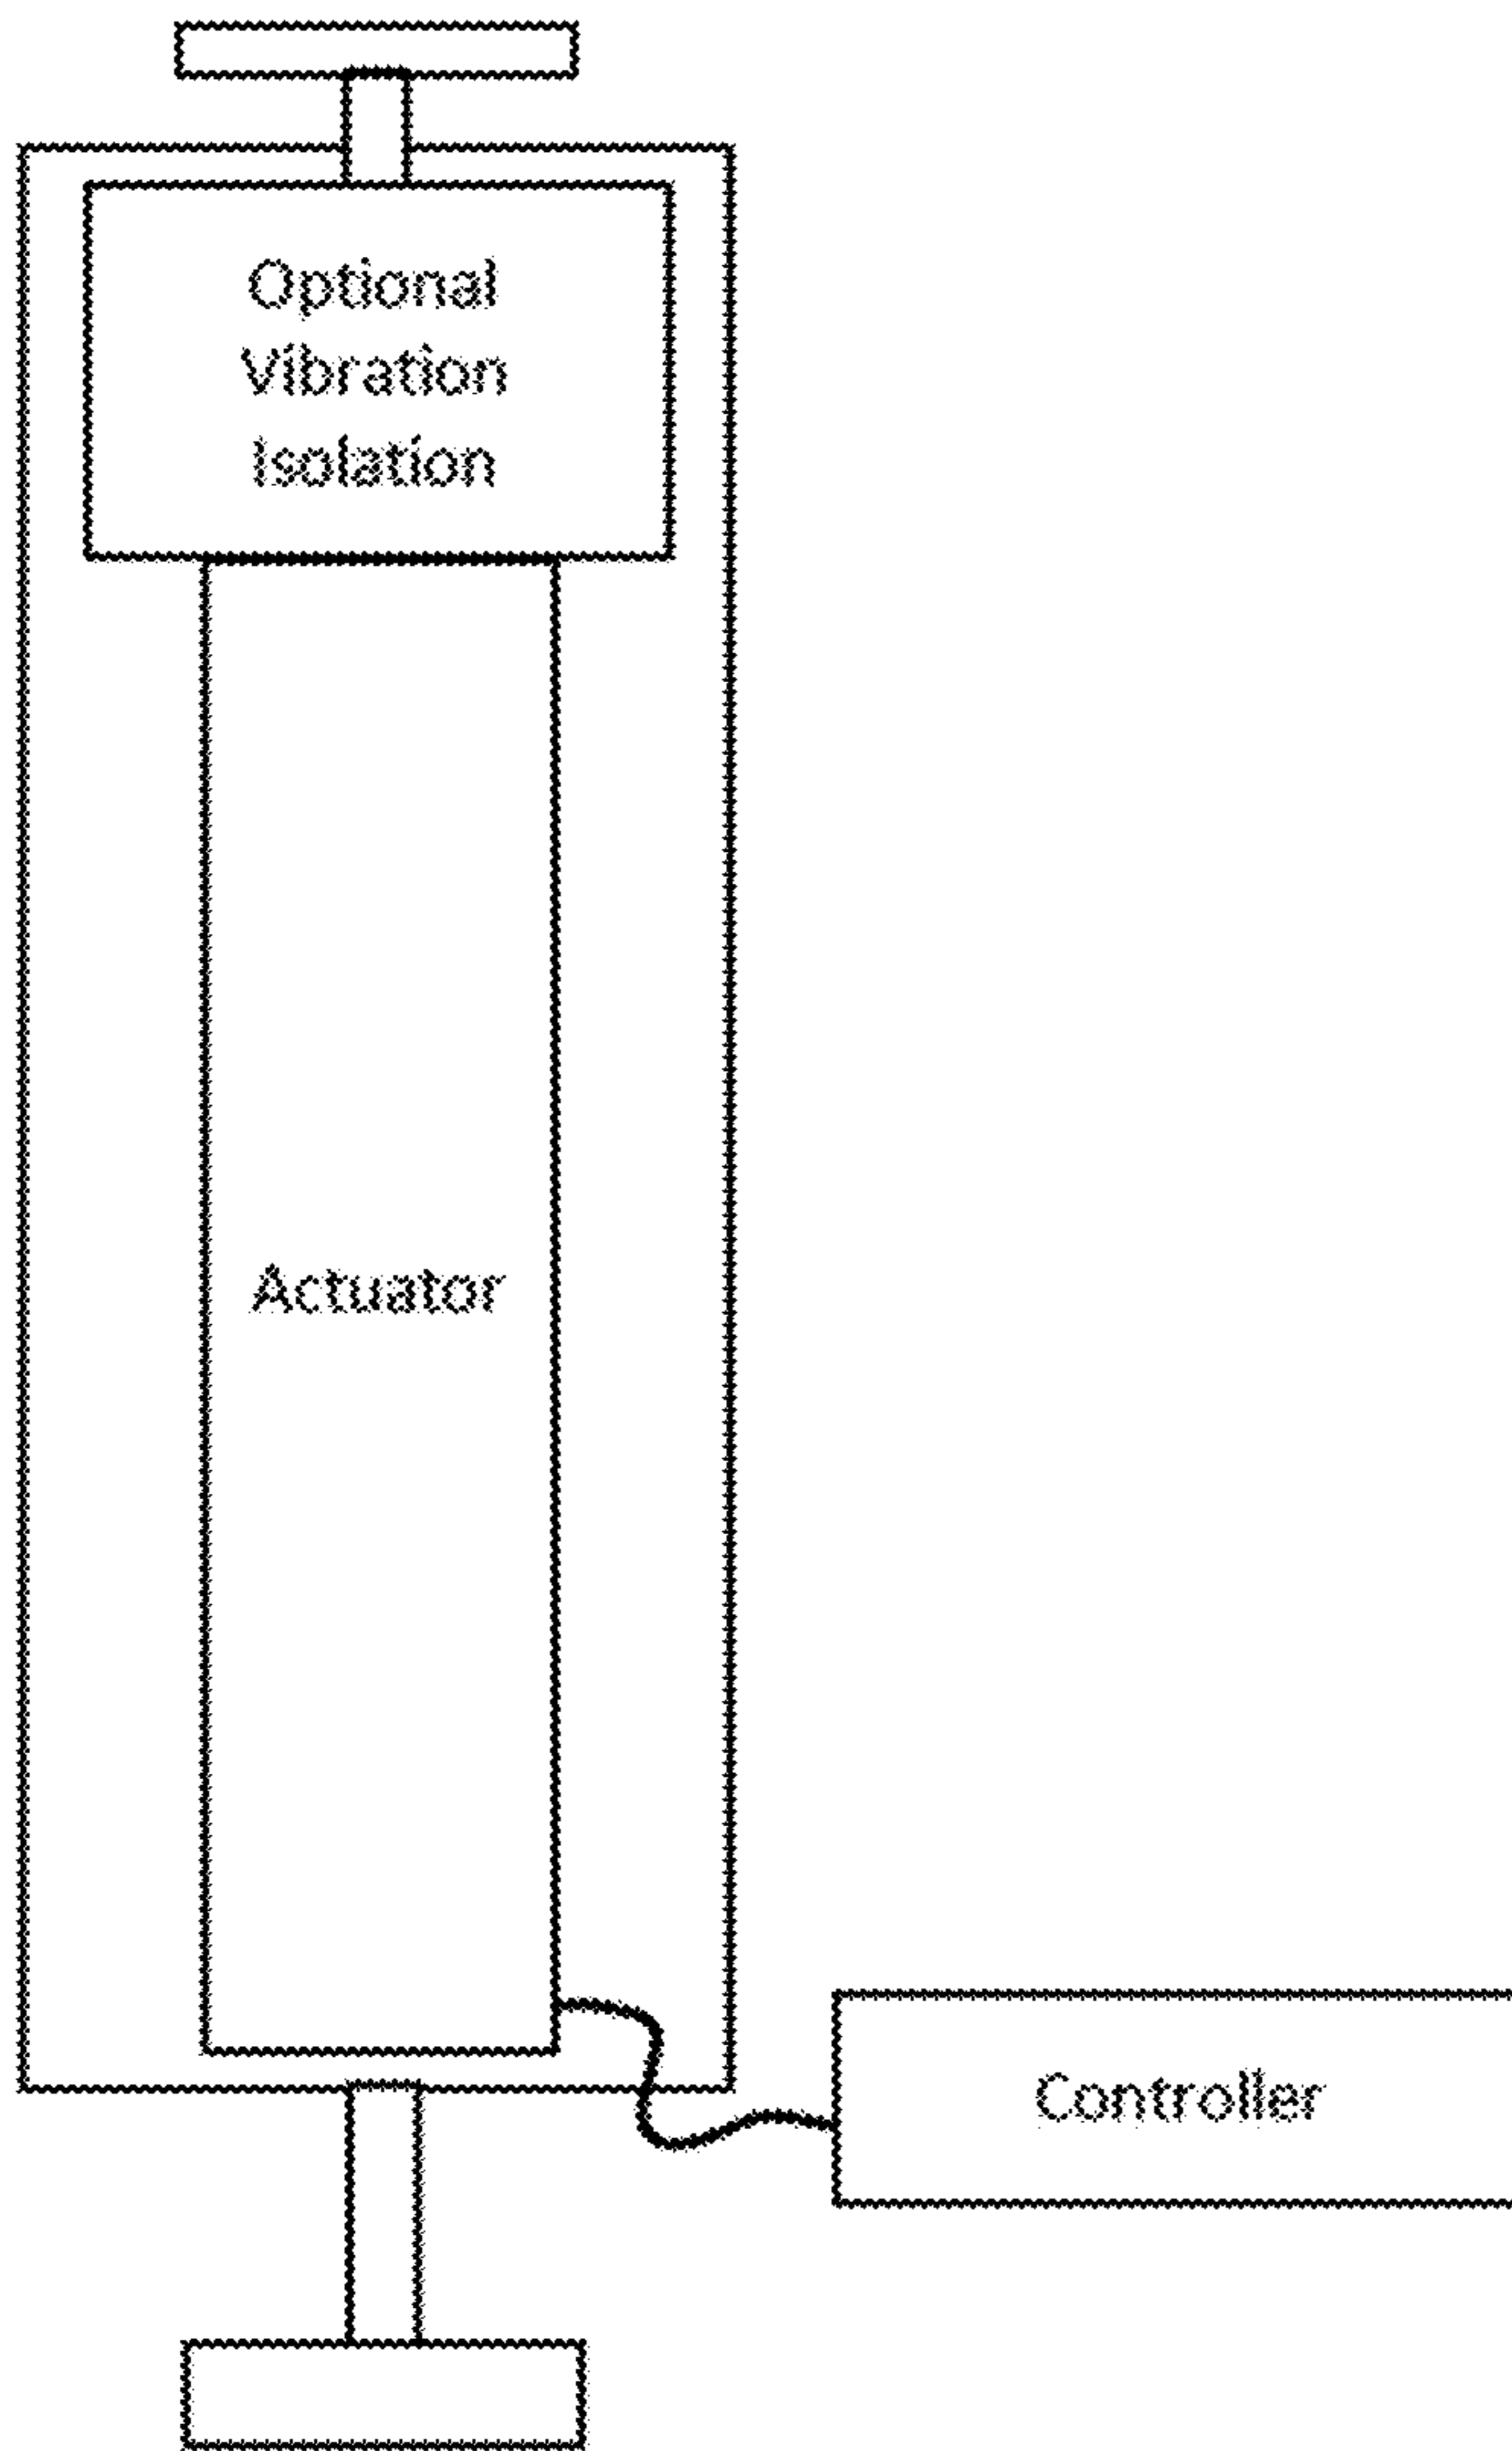 Optional
Vibration
Isolation
Actuator
Controller